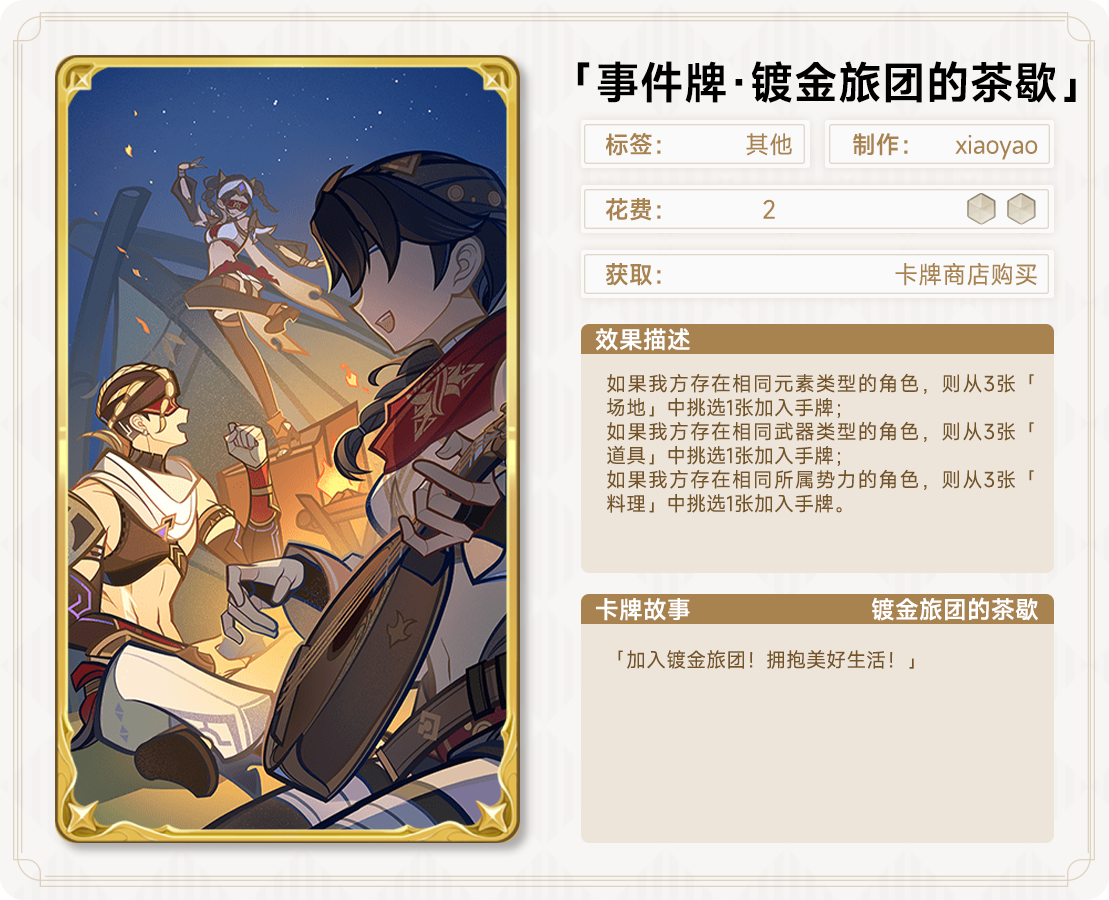 「事件牌·镀金旅团的茶歇」
标签： 其他 制作： xiaoyao
花费： 2
获取： 卡牌商店购买
效果描述
如果我方存在相同元素类型的角色，则从3张「
场地」中挑选1张加入手牌；
如果我方存在相同武器类型的角色，则从3张「
道具」中挑选1张加入手牌；
如果我方存在相同所属势力的角色，则从3张「
料理」中挑选1张加入手牌。
卡牌故事 镀金旅团的茶歇
「加入镀金旅团！拥抱美好生活！」